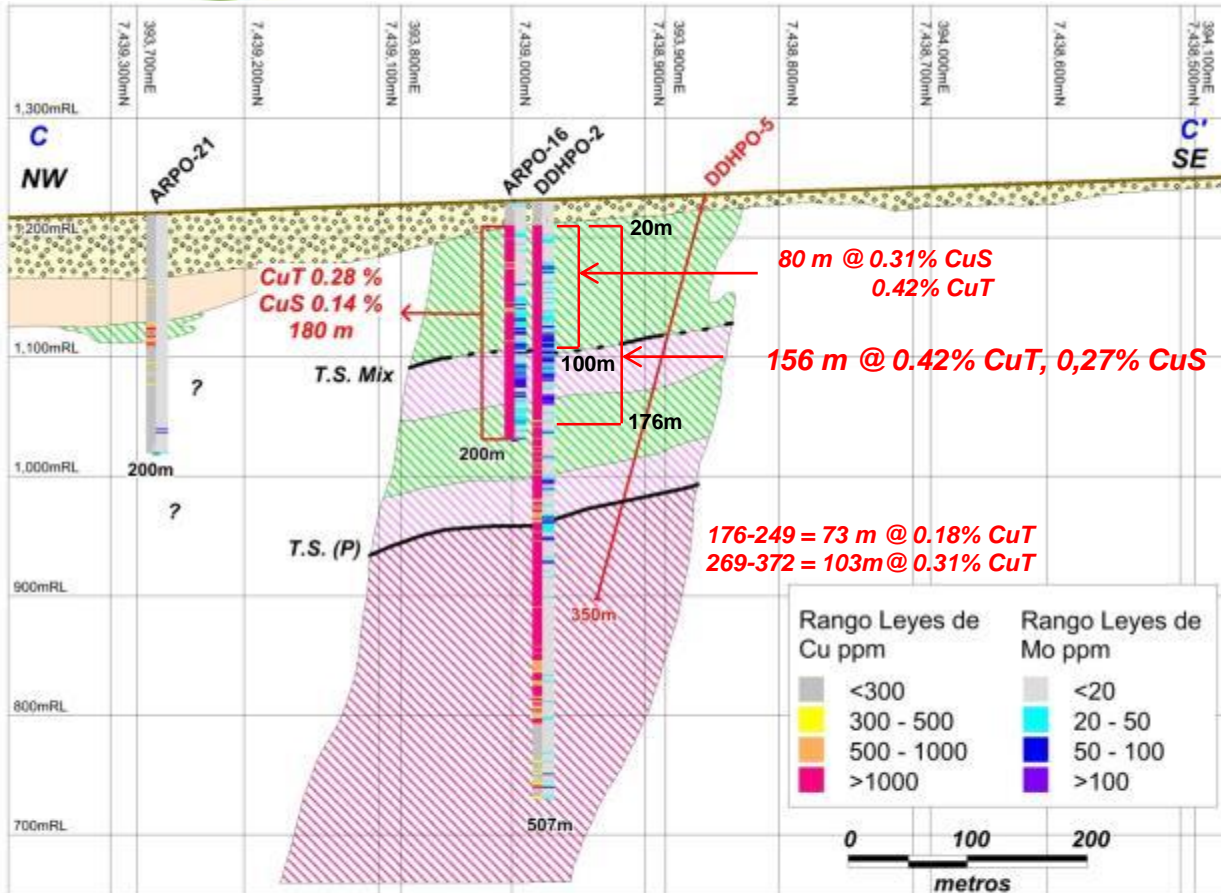 7,439,300mN
393,700mE
7,439,200mN
7,439,100mN
393,800mE
7,439,000mN
7,438,900mN
393,900mE
7,438,800mN
7,438,700mN
394,000mE
7,438,600mN
7,438,500mN
394,100mE
1,300mRL
C
NW
C'
SE
ARPO-21
ARPO-16
DDHPO-2
DDHPO-5
1,200mRL
20m
CuT 0.28 %
CuS 0.14 %
180 m
80 m @ 0.31% CuS
0.42% CuT
1,100mRL
T.S. Mix
100m
156 m @ 0.42% CuT, 0,27% CuS
?
176m
200m
200m
1,000mRL
?
T.S. (P)
176-249 = 73 m @ 0.18% CuT
269-372 = 103m @ 0.31% CuT
900mRL
350m
Rango Leyes de
Cu ppm
<300
300 - 500
500 - 1000
>1000
Rango Leyes de
Mo ppm
<20
20 - 50
50 - 100
>100
800mRL
507m
700mRL
0 100 200
metros